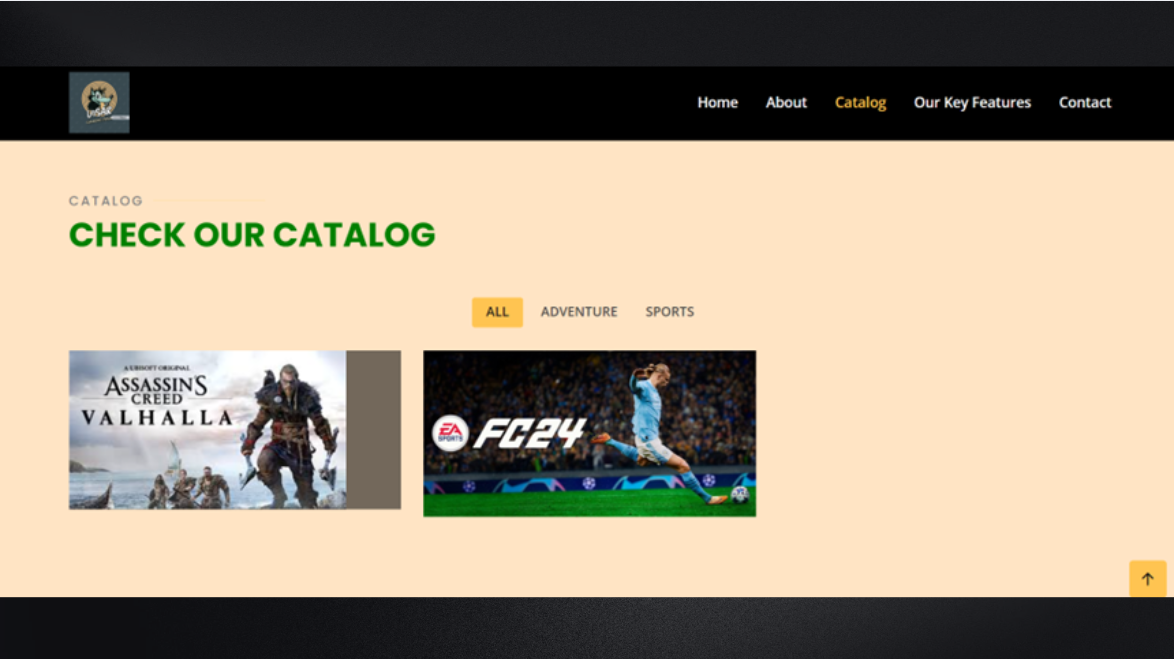 Home About Catalog Our Key Features Contact
CATALOG
CHECK OUR CATALOG
ALL ADVENTURE SPORTS
A UBISOFT ORIGINAL
ASSASSIN'S
CREED
VALHALLA
EA
SPORTS
FC24